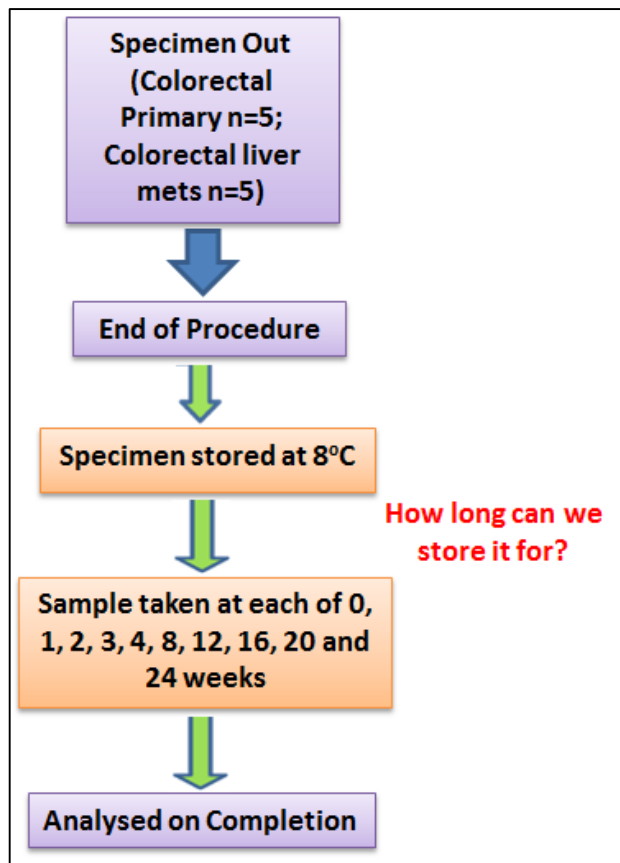 Specimen Out
(Colorectal
Primary n=5;
Colorectal liver
mets n=5)
End of Procedure
Specimen stored at 8°C
How long can we
store it for?
Sample taken at each of 0,
1, 2, 3, 4, 8, 12, 16, 20 and
24 weeks
Analysed on Completion